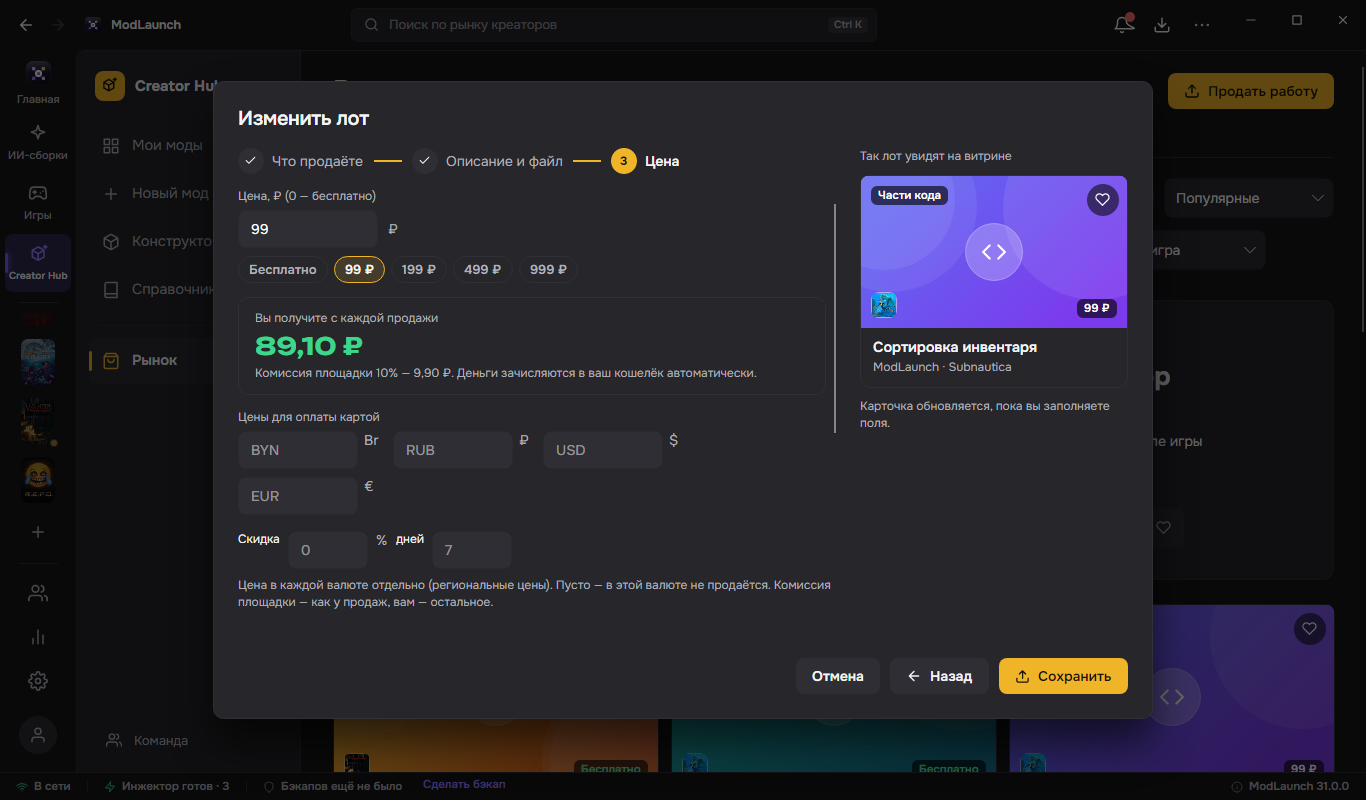 ModLaunch
Поиск по рынку креаторов
Ctrl K
Главная
ИИ-сборки
Игры
Creator Hub
Creator Hu
Мои моды
Новый мод
Конструкто
Справочник
Рынок
Команда
Продать работу
Популярные
игра
ле игры
Изменить лот
Что продаёте
Описание и файл
3
Цена
Цена, ₽ (0 — бесплатно)
99
₽
Бесплатно
99 ₽
199 ₽
499 ₽
999 ₽
Вы получите с каждой продажи
89,10 ₽
Комиссия площадки 10% — 9,90 ₽. Деньги зачисляются в ваш кошелёк автоматически.
Цены для оплаты картой
BYN
Br
RUB
₽
USD
$
EUR
€
Скидка
0
%
дней
7
Цена в каждой валюте отдельно (региональные цены). Пусто — в этой валюте не продаётся. Комиссия
площадки — как у продаж, вам — остальное.
Так лот увидят на витрине
Части кода
99 ₽
Сортировка инвентаря
ModLaunch · Subnautica
Карточка обновляется, пока вы заполняете
поля.
Отмена
Назад
Сохранить
Бесплатно
Бесплатно
99 ₽
В сети
Инжектор готов · 3
Бэкапов ещё не было
Сделать бэкап
ModLaunch 31.0.0